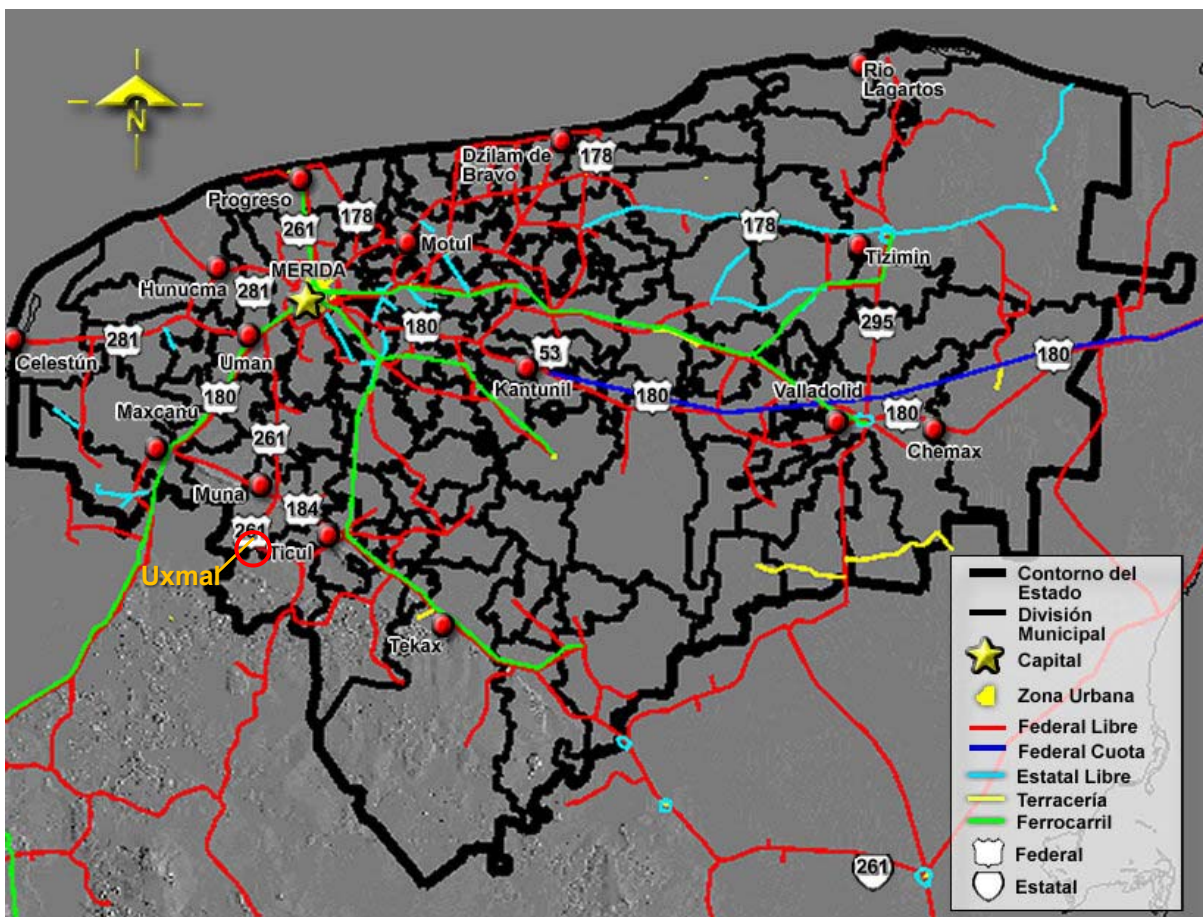 Rio
Lagartos
Dzilam de
Bravo
178
Progreso
261
178
Motul
178
Tizimin
MERIDA
Hunucma
281
180
281
Uman
53
295
180
Celestún
Kantunil
180
Valladolid
180
Maxcanú
180
261
Chemax
Muna
184
261
Ticul
Uxmal
Tekax
261
Contorno del
Estado
División
Municipal
Capital
Zona Urbana
Federal Libre
Federal Cuota
Estatal Libre
Terracería
Ferrocarril
Federal
Estatal
N